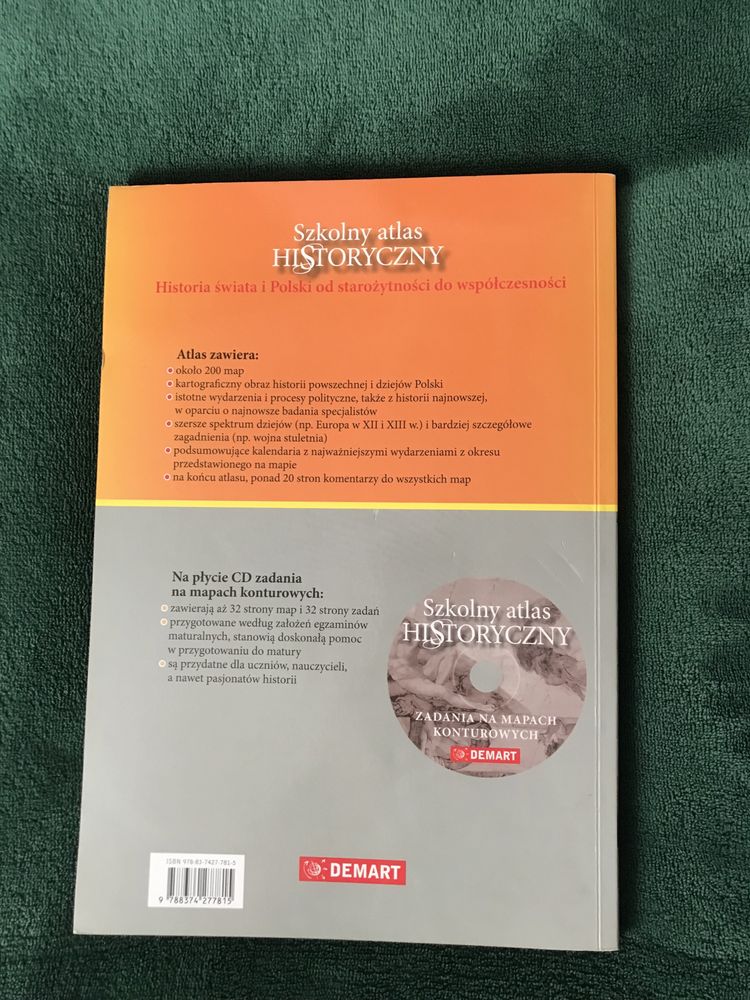 Szkolny atlas
HISTORYCZNY
Historia świata i Polski od starożytności do współczesności
Atlas zawiera:
około 200 map
kartograficzny obraz historii powszechnej i dziejów Polski
istotne wydarzenia i procesy polityczne, także z historii najnowszej,
w oparciu o najnowsze badania specjalistów
szersze spektrum dziejów (np. Europa w XII i XIII w.) i bardziej szczegółowe
zagadnienia (np. wojna stuletnia)
podsumowujące kalendaria z najważniejszymi wydarzeniami z okresu
przedstawionego na mapie
na końcu atlasu, ponad 20 stron komentarzy do wszystkich map
Na płycie CD zadania
na mapach konturowych:
zawierają aż 32 strony map i 32 strony zadań
przygotowane według założeń egzaminów
maturalnych, stanowią doskonałą pomoc
w przygotowaniu do matury
są przydatne dla uczniów, nauczycieli,
a nawet pasjonatów historii
Szkolny atlas
HISTORYCZNY
ZADANIA NA MAPACH
KONTUROWYCH
DEMART
ISBN 978-83-7427-781-5
9 788374 277815
DEMART